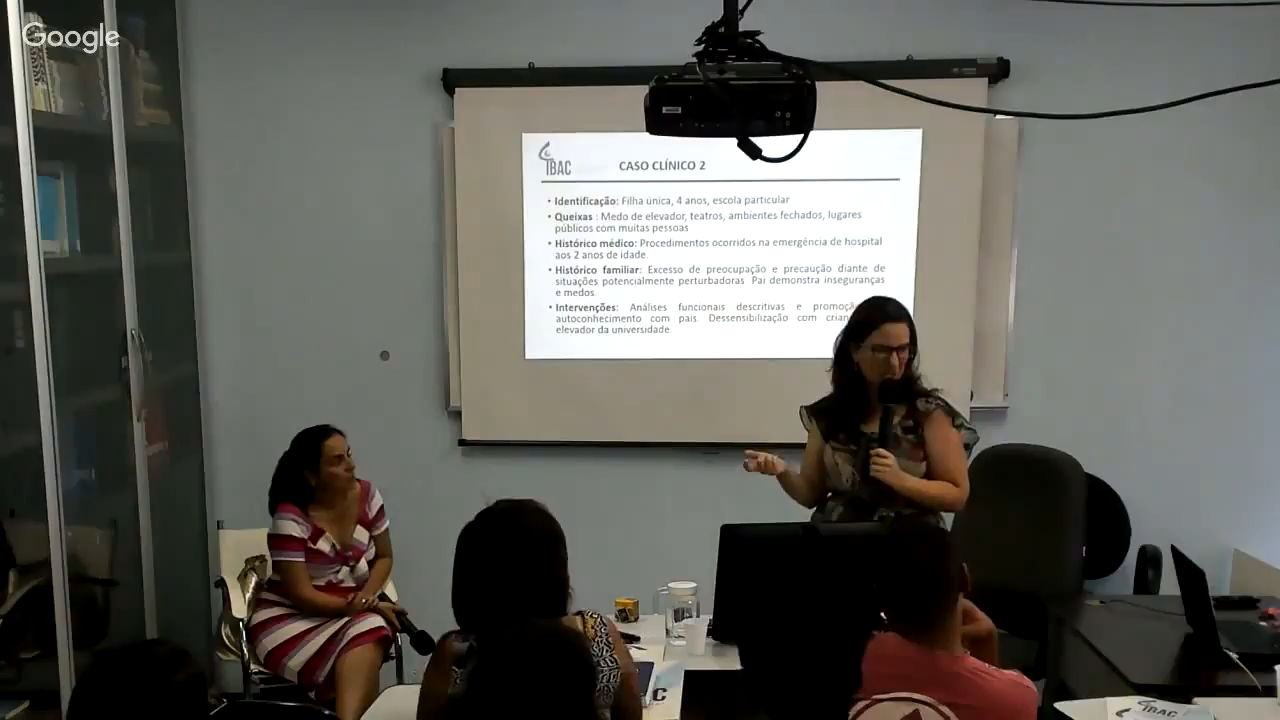 Google
IBAC
CASO CLÍNICO 2
• Identificação: Filha única, 4 anos, escola particular
• Queixas : Medo de elevador, teatros, ambientes fechados, lugares
públicos com muitas pessoas
• Histórico médico: Procedimentos ocorridos na emergência de hospital
aos 2 anos de idade.
• Histórico familiar: Excesso de preocupação e precaução diante de
situações potencialmente perturbadoras. Pai demonstra inseguranças
e medos.
• Intervenções: Análises funcionais descritivas e promoção
autoconhecimento com pais. Dessensibilização com crian
elevador da universidade.
C
IBAC